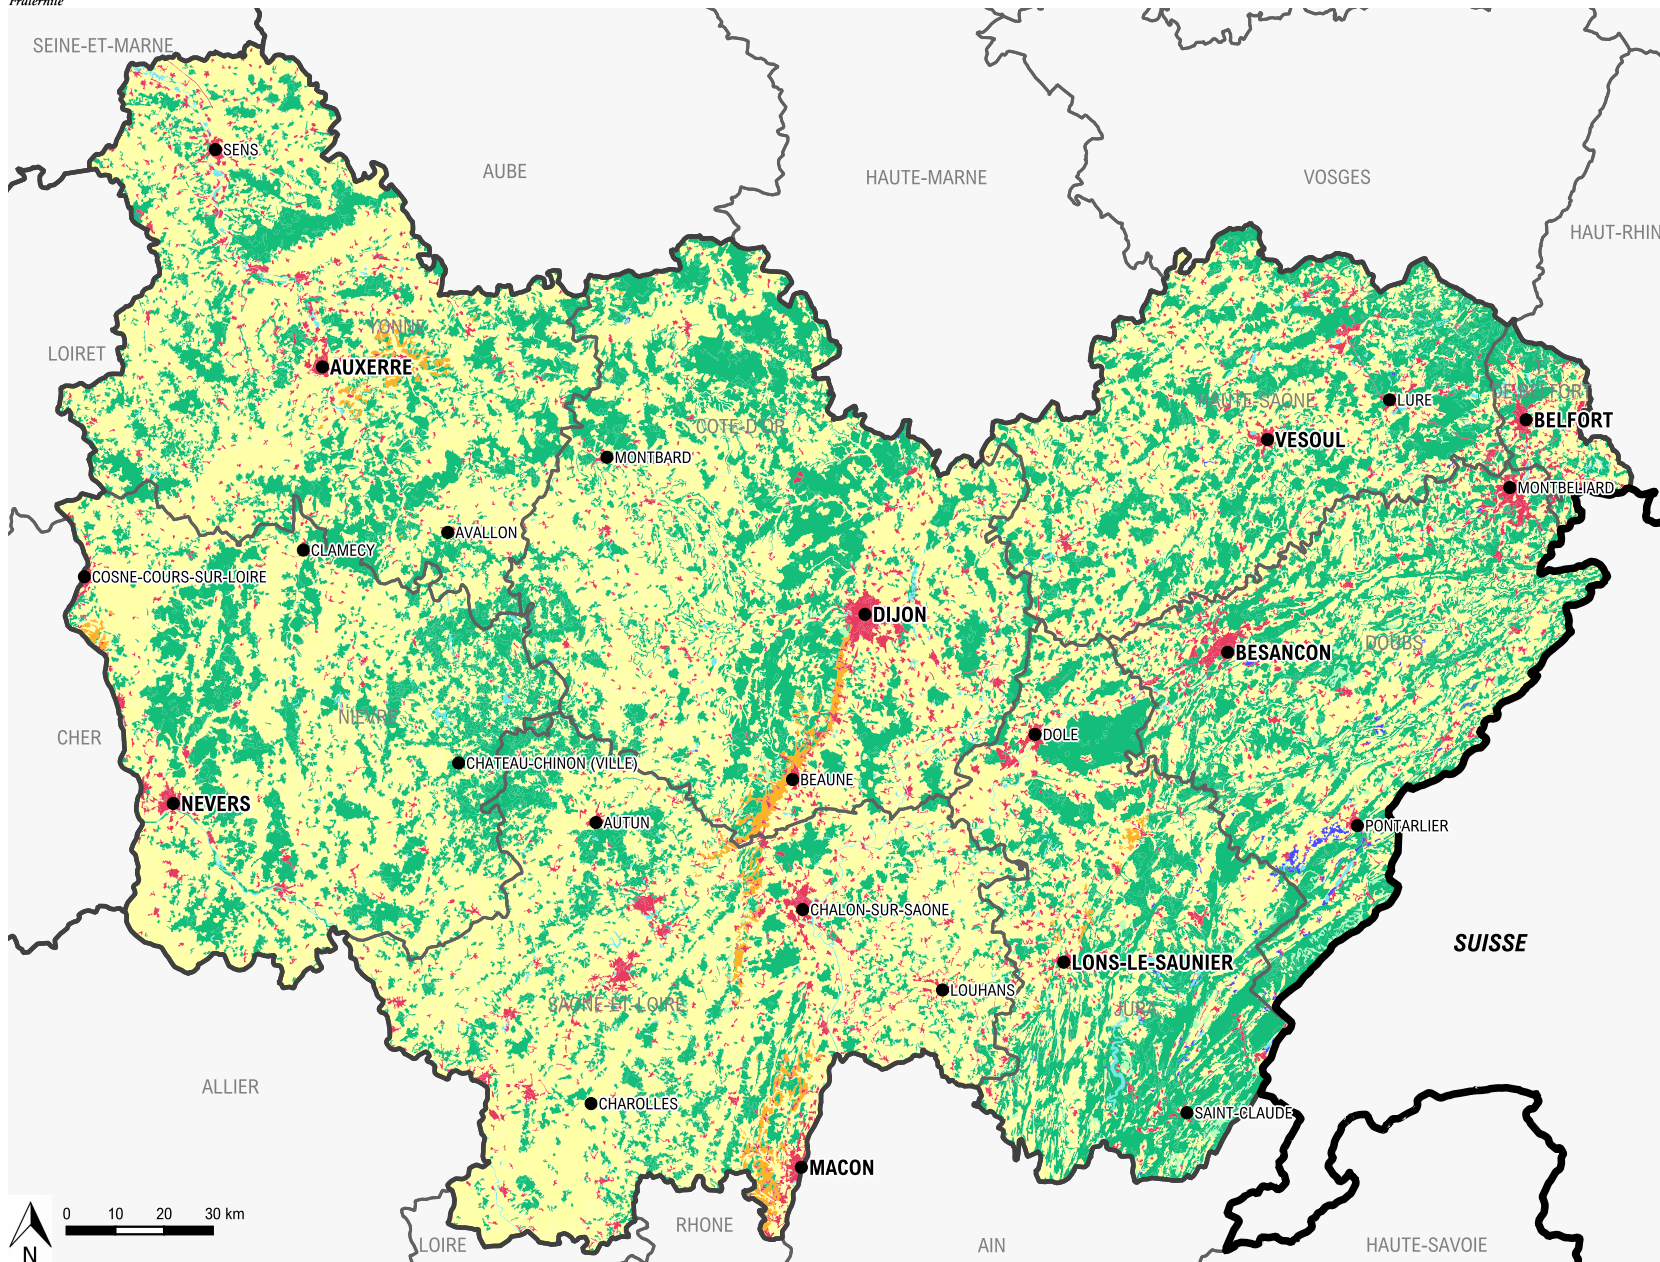 Fraternité
SEINE-ET-MARNE
SENS
AUBE
HAUTE-MARNE
VOSGES
HAUT-RHIN
YONNE
LOIRET
AUXERRE
HAUTE-SAONE
LURE
DE-BELFORT
BELFORT
COTE-D'OR
VESOUL
MONTBARD
MONTBELIARD
AVALLON
CLAMECY
COSNE-COURS-SUR-LOIRE
DIJON
BESANCON
DOUBS
NIEVRE
CHER
DOLE
CHATEAU-CHINON (VILLE)
BEAUNE
NEVERS
AUTUN
PONTARLIER
CHALON-SUR-SAONE
SUISSE
LONS-LE-SAUNIER
LOUHANS
SAONE-ET-LOIRE
JURA
ALLIER
CHAROLLES
SAINT-CLAUDE
MACON
0 10 20 30 km
N
LOIRE
RHONE
AIN
HAUTE-SAVOIE